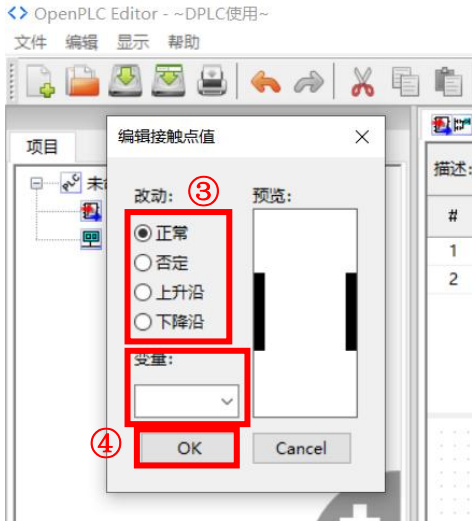 OpenPLC Editor - ~DPLC使用~
文件 编辑 显示 帮助
项目
编辑接触点值
描述:
未
改动: ③ 预览:
#
正常
1
否定
2
上升沿
下降沿
变量:
④ OK Cancel